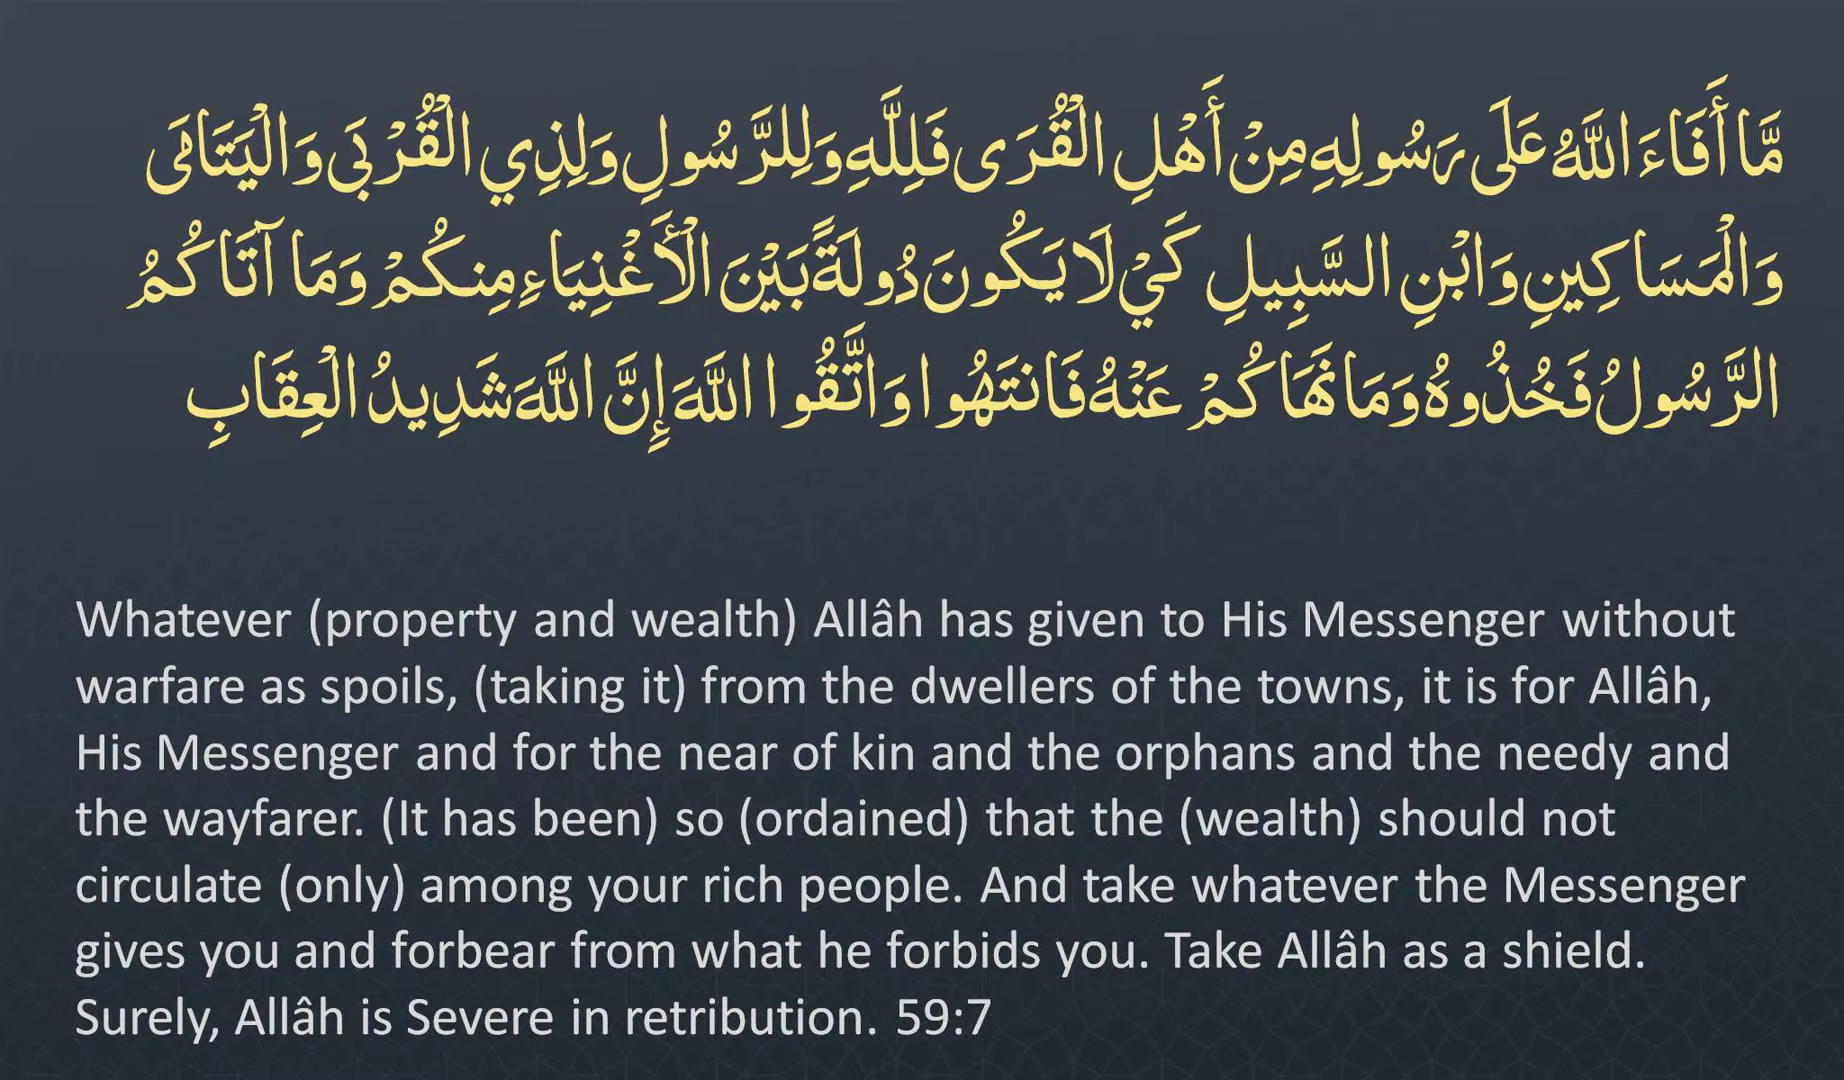 مَّا أَفَاءَ اللَّهُ عَلَى رَسُولِهِ مِنْ أَهْلِ الْقُرَى فَلِلَّهِ وَلِلرَّسُولِ وَلِذِي الْقُرْبَى وَالْيَتَامَى
وَالْمَسَاكِينِ وَابْنِ السَّبِيلِ كَيْ لَا يَكُونَ دُولَةً بَيْنَ الْأَغْنِيَاءِ مِنكُمْ وَمَا آتَاكُمُ
الرَّسُولُ فَخُذُوهُ وَمَا نَهَاكُمْ عَنْهُ فَانتَهُوا وَاتَّقُوا اللَّهَ إِنَّ اللَّهَ شَدِيدُ الْعِقَابِ
Whatever (property and wealth) Allâh has given to His Messenger without
warfare as spoils, (taking it) from the dwellers of the towns, it is for Allâh,
His Messenger and for the near of kin and the orphans and the needy and
the wayfarer. (It has been) so (ordained) that the (wealth) should not
circulate (only) among your rich people. And take whatever the Messenger
gives you and forbear from what he forbids you. Take Allâh as a shield.
Surely, Allâh is Severe in retribution. 59:7